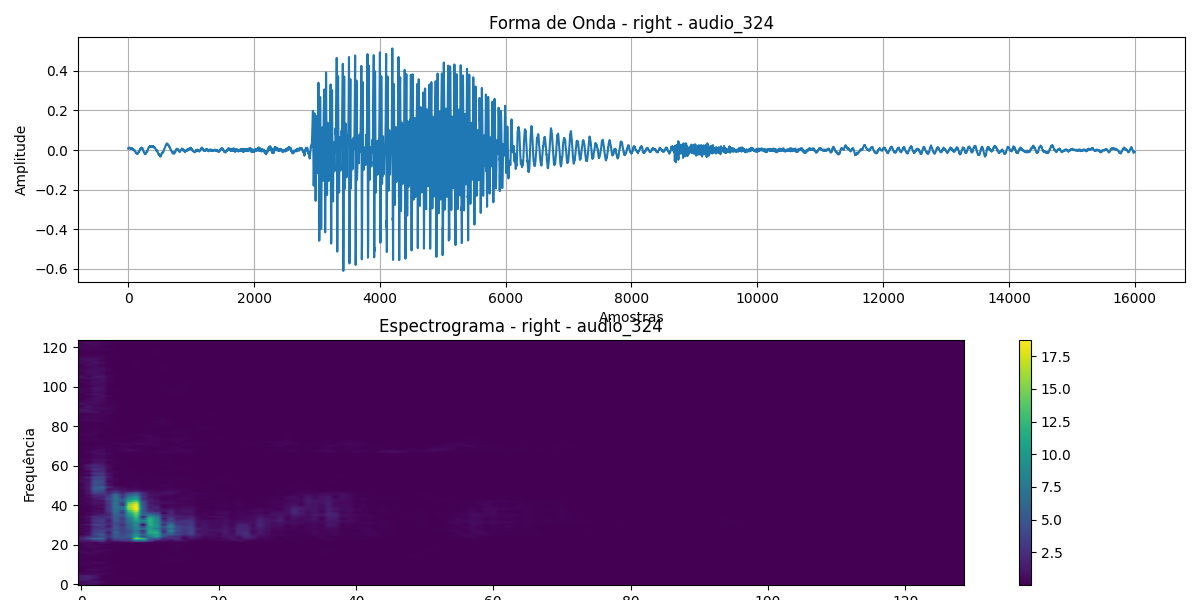 Forma de Onda - right - audio_324
Amplitude
0.4
0.2
0.0
−0.2
−0.4
−0.6
0 2000 4000 6000 8000 10000 12000 14000 16000
Amostras
Espectrograma - right - audio_324
Frequência
120
100
80
60
40
20
0
0 20 40 60 80 100 120
17.5
15.0
12.5
10.0
7.5
5.0
2.5